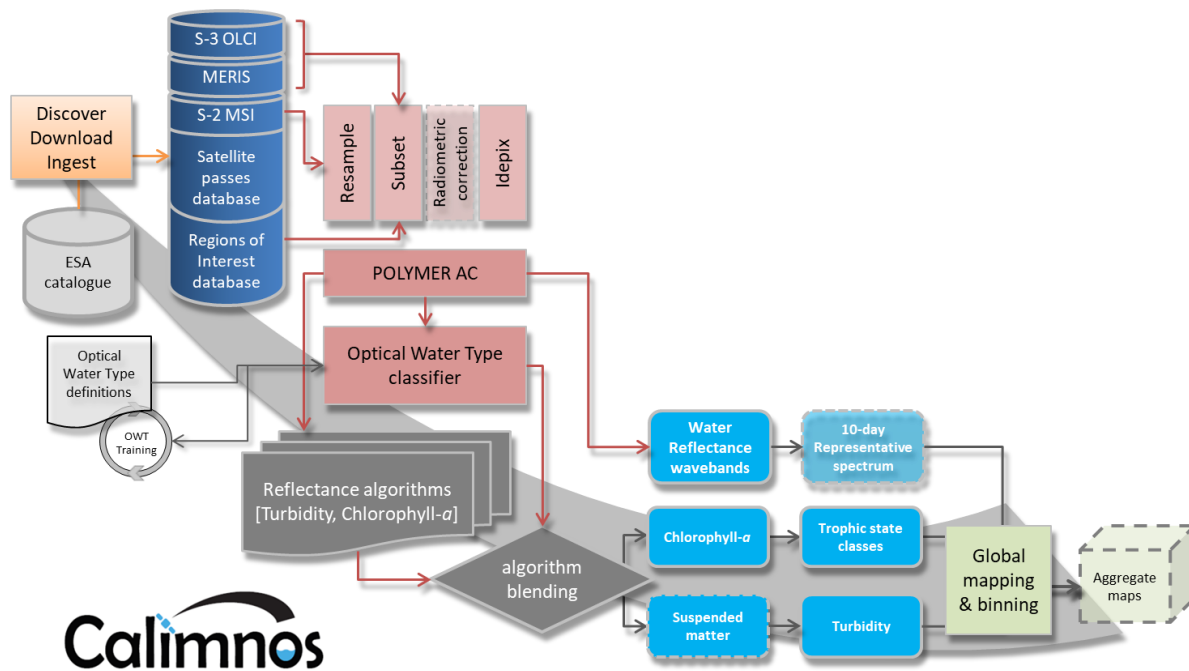 S-3 OLCI
MERIS
S-2 MSI
Satellite
passes
database
Regions of
Interest
database
Discover
Download
Ingest
ESA
catalogue
Resample
Subset
Radiometric
correction
Idepix
POLYMER AC
Optical Water Type
classifier
Optical
Water Type
definitions
OWT
Training
Reflectance algorithms
[Turbidity, Chlorophyll-a]
algorithm
blending
Water
Reflectance
wavebands
10-day
Representative
spectrum
Chlorophyll-a
Trophic state
classes
Suspended
matter
Turbidity
Global
mapping
& binning
Aggregate
maps
Calimnos